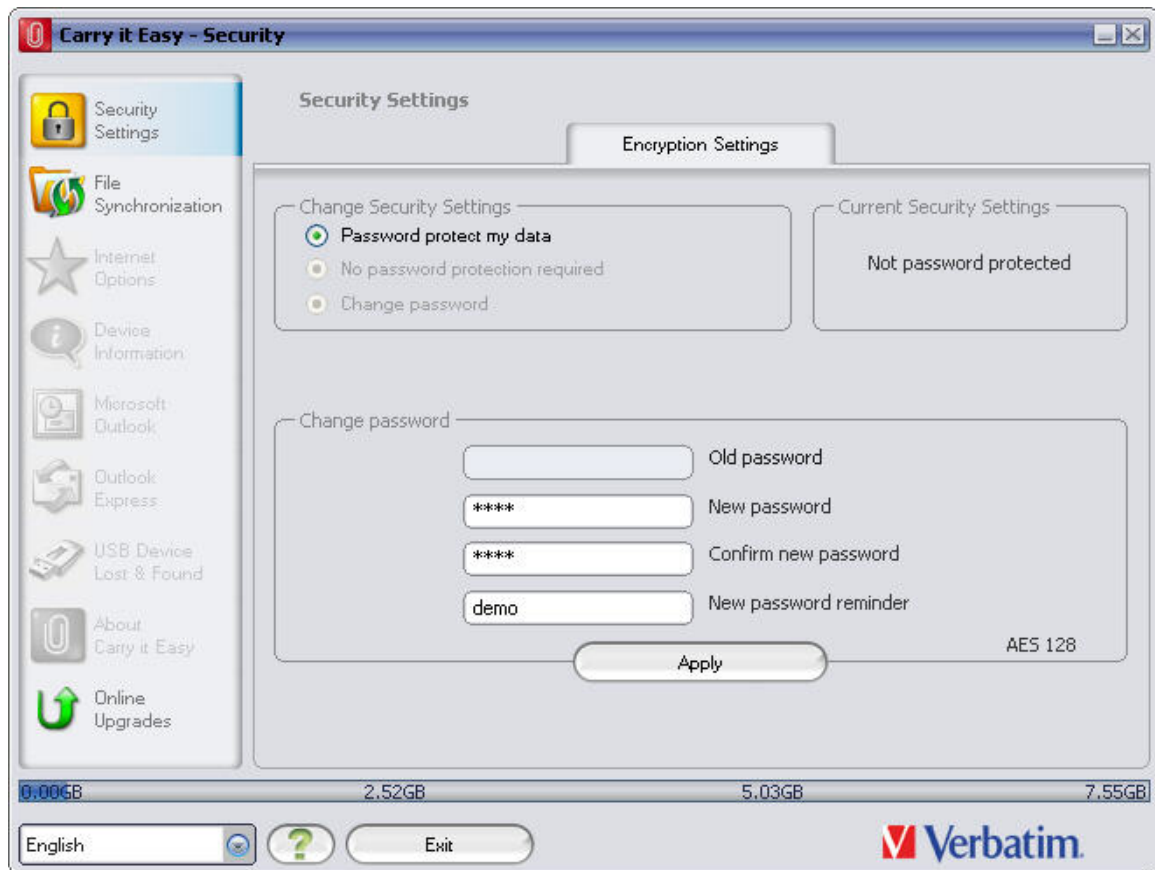 Carry it Easy - Security
Security
Settings
File
Synchronization
Internet
Options
Device
Information
Microsoft
Outlook
Outlook
Express
USB Device
Lost & Found
About
Carry it Easy
Online
Upgrades
Security Settings
Encryption Settings
Change Security Settings
Password protect my data
No password protection required
Change password
Current Security Settings
Not password protected
Change password
Old password
**** New password
**** Confirm new password
demo New password reminder
AES 128
Apply
0.00GB 2.52GB 5.03GB 7.55GB
English ? Exit Verbatim.